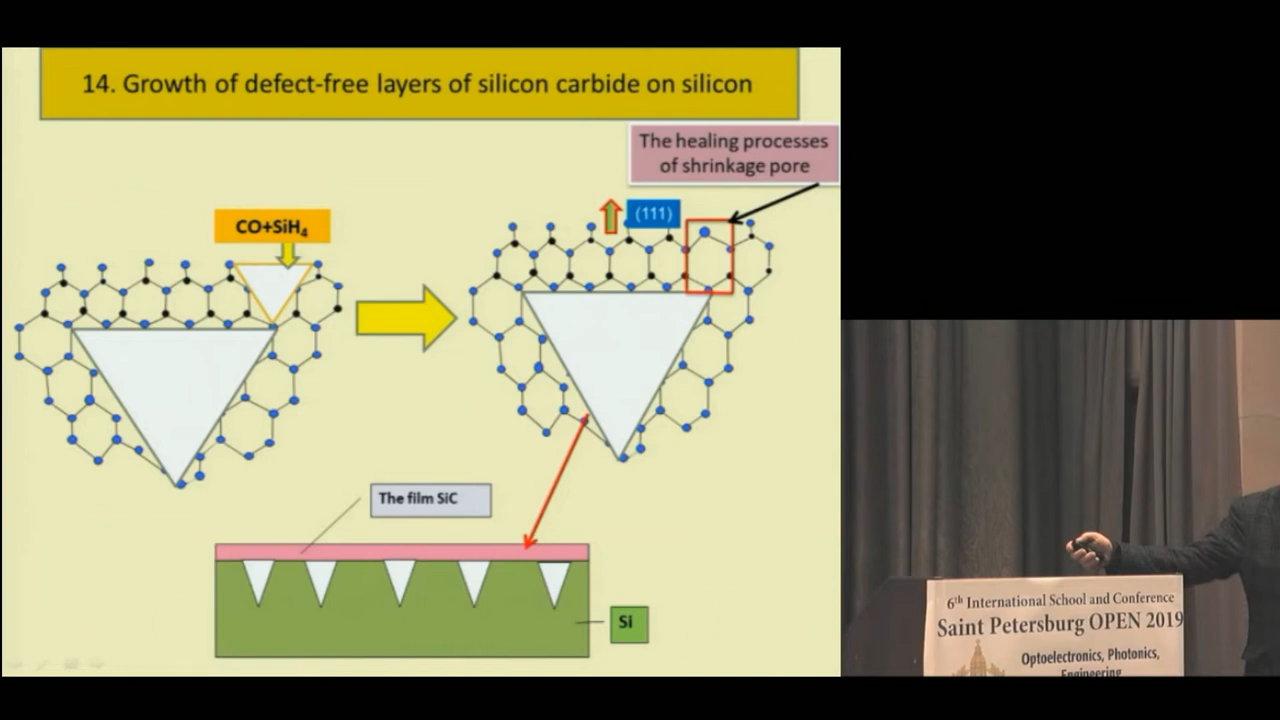 14. Growth of defect-free layers of silicon carbide on silicon
The healing processes
of shrinkage pore
CO+SiH₄
(111)
The film SiC
Si
6th International School and Conference
Saint Petersburg OPEN 2019
Optoelectronics, Photonics,
Engineering